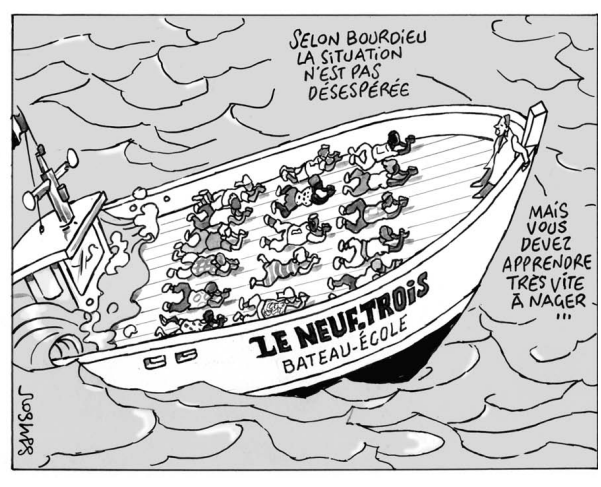 SELON BOURDIEU
LA SITUATION
N'EST PAS
DÉSESPÉRÉE
MAIS
VOUS
DEVEZ
APPRENDRE
TRÈS VITE
À NAGER
...
LE NEUF.TROIS
BATEAU-ÉCOLE
SAMSON